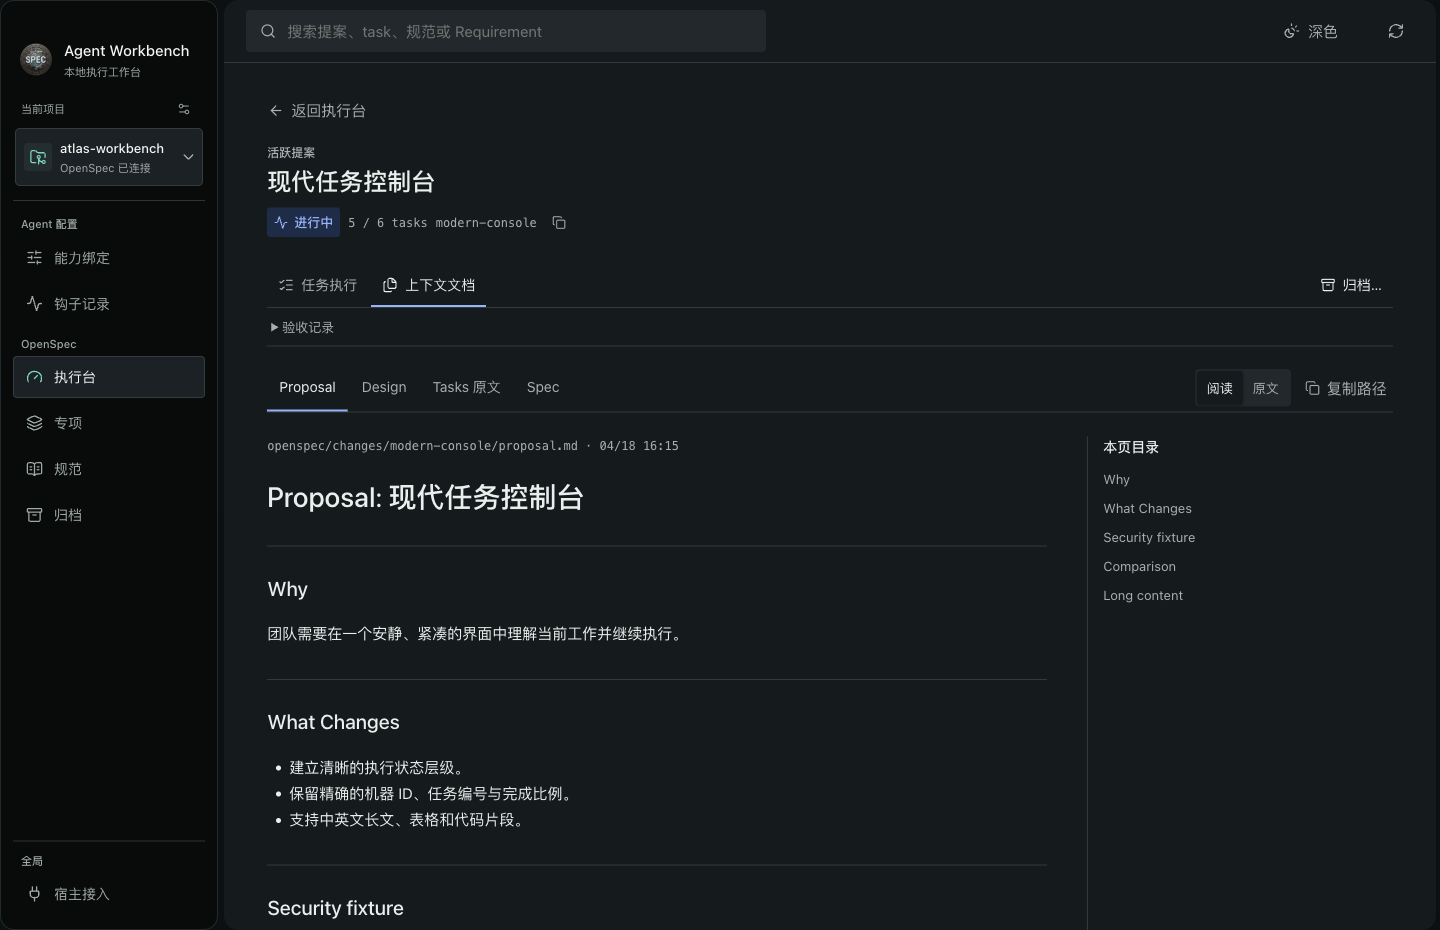 SPEC
Agent Workbench
本地执行工作台
当前项目
atlas-workbench
OpenSpec 已连接
Agent 配置
能力绑定
钩子记录
OpenSpec
执行台
专项
规范
归档
全局
宿主接入
搜索提案、task、规范或 Requirement
深色
返回执行台
活跃提案
现代任务控制台
进行中 5 / 6 tasks modern-console
任务执行 上下文文档 归档...
验收记录
Proposal Design Tasks 原文 Spec 阅读 原文 复制路径
openspec/changes/modern-console/proposal.md · 04/18 16:15
Proposal: 现代任务控制台
Why
团队需要在一个安静、紧凑的界面中理解当前工作并继续执行。
What Changes
• 建立清晰的执行状态层级。
• 保留精确的机器 ID、任务编号与完成比例。
• 支持中英文长文、表格和代码片段。
Security fixture
本页目录
Why
What Changes
Security fixture
Comparison
Long content